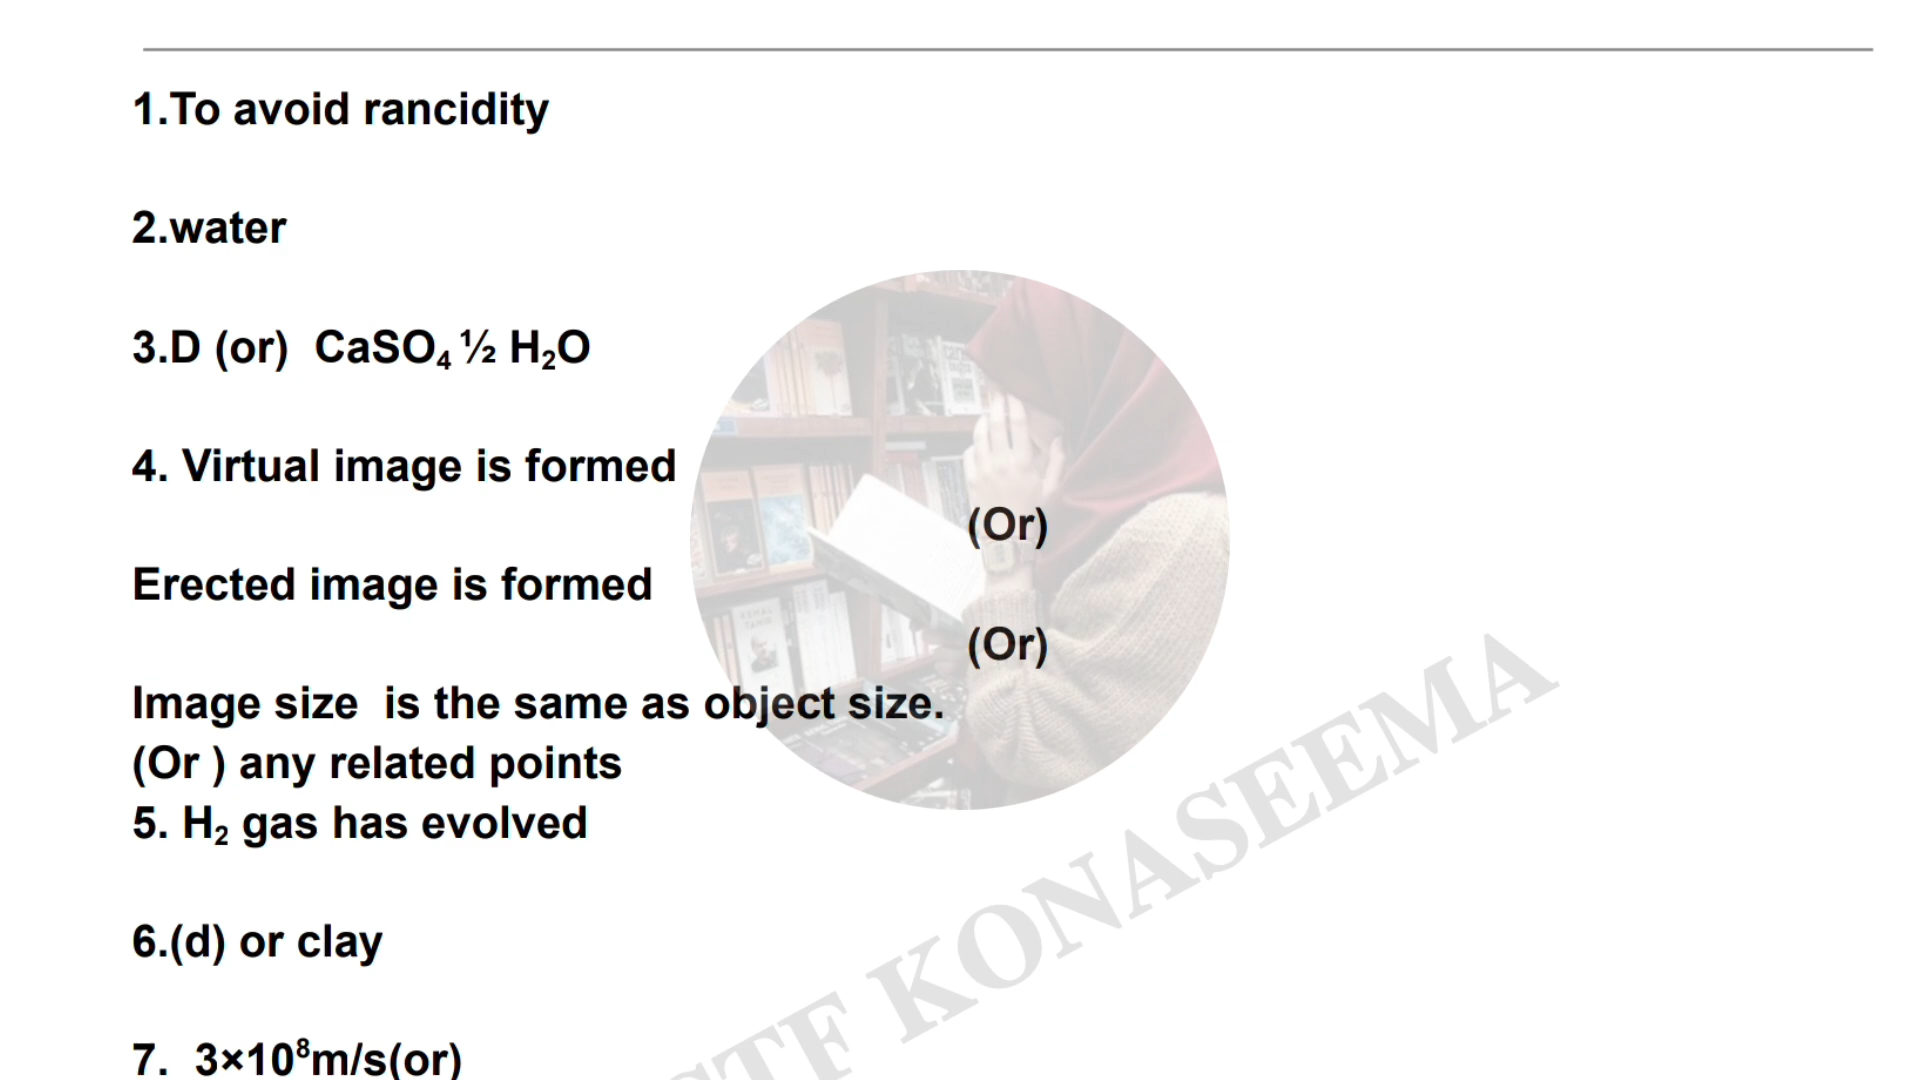 1.To avoid rancidity
2.water
3.D (or) CaSO₄ ½ H₂O
4. Virtual image is formed
(Or)
Erected image is formed
(Or)
Image size is the same as object size.
(Or ) any related points
5. H₂ gas has evolved
6.(d) or clay
7. 3×10⁸m/s(or)
KONASEEMA